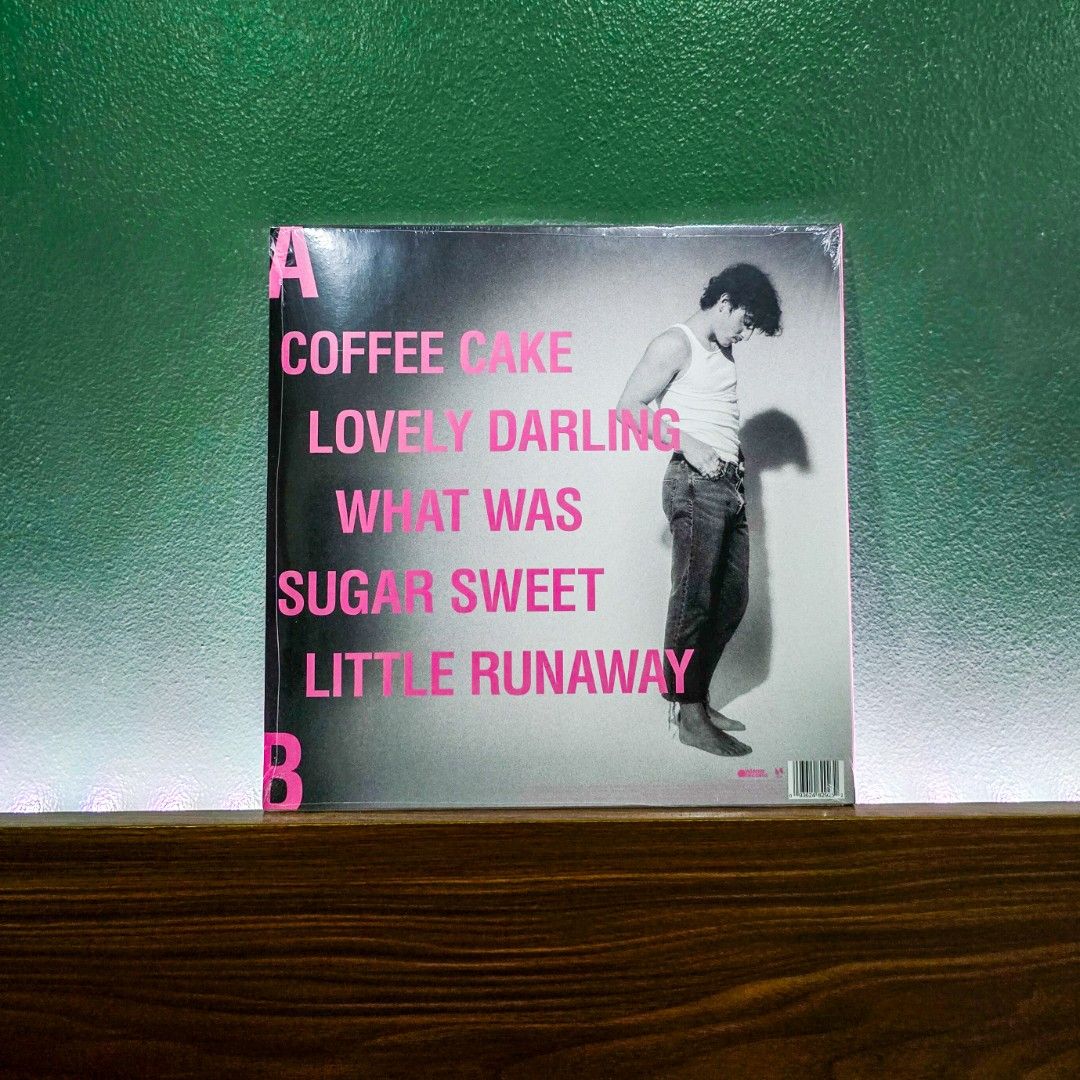 A
COFFEE CAKE
LOVELY DARLING
WHAT WAS
SUGAR SWEET
LITTLE RUNAWAY
B